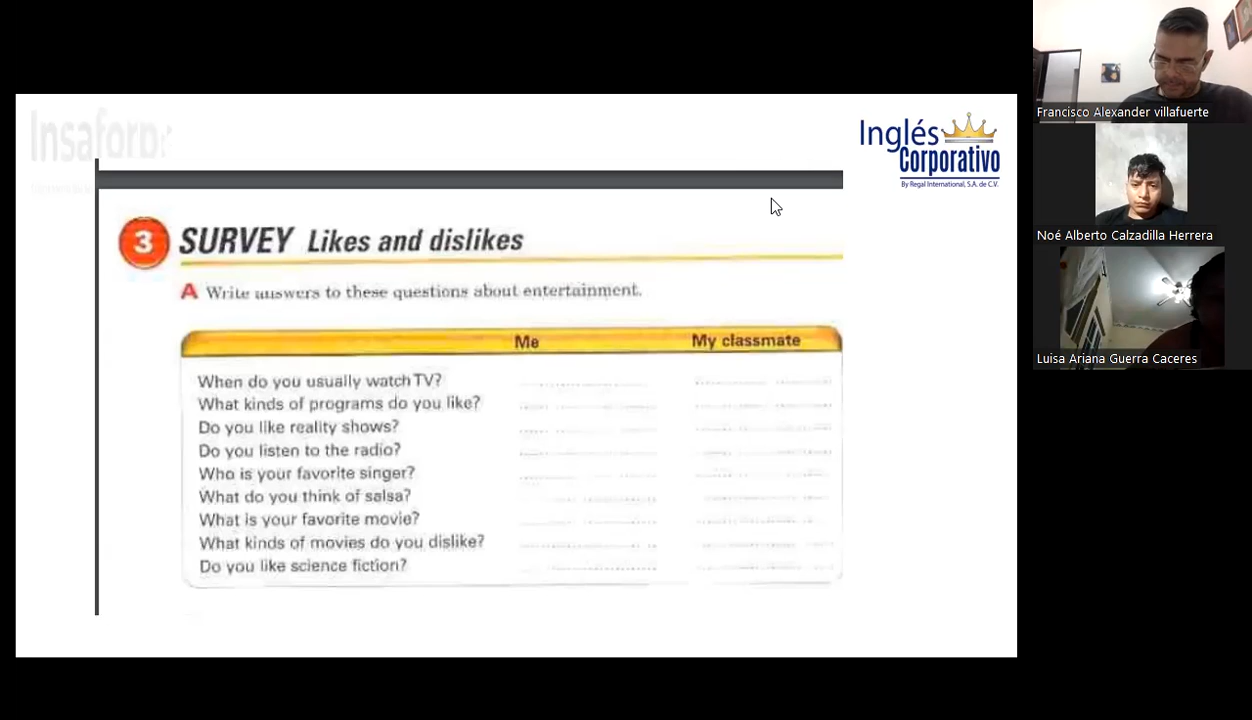 Insaforp
Inglés
Corporativo
By Regal International, S.A. de C.V.
3 SURVEY Likes and dislikes
A Write answers to these questions about entertainment.
Me My classmate
When do you usually watch TV?
What kinds of programs do you like?
Do you like reality shows?
Do you listen to the radio?
Who is your favorite singer?
What do you think of salsa?
What is your favorite movie?
What kinds of movies do you dislike?
Do you like science fiction?
Francisco Alexander villafuerte
Noé Alberto Calzadilla Herrera
Luisa Ariana Guerra Caceres